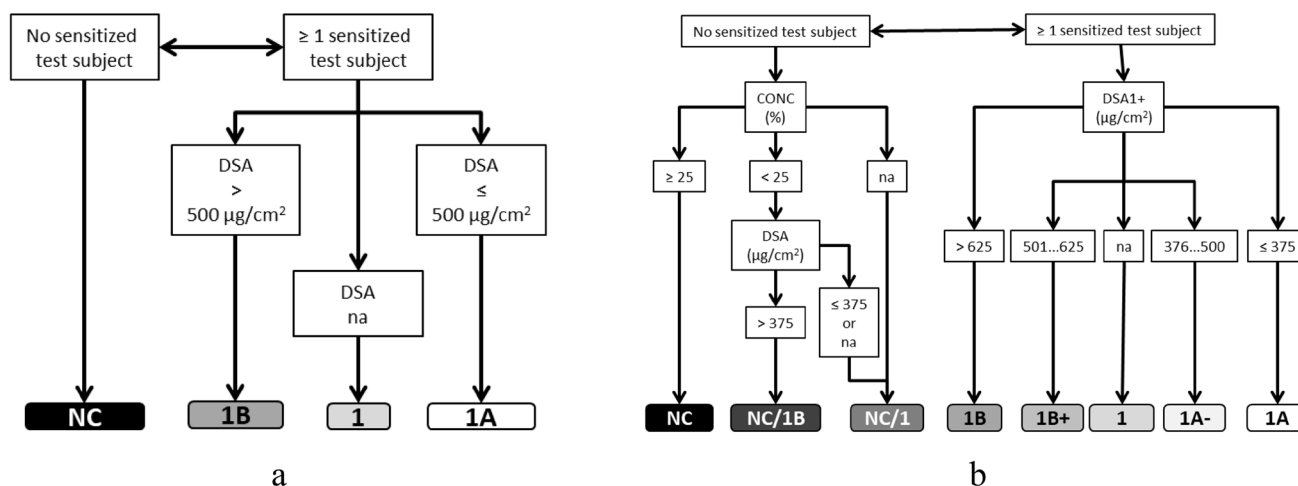 No sensitized
test subject
≥ 1 sensitized
test subject
DSA
>
500 µg/cm²
DSA
≤
500 µg/cm²
DSA
na
NC
1B
1
1A
a
No sensitized test subject
≥ 1 sensitized test subject
CONC
(%)
DSA1+
(µg/cm²)
≥ 25
< 25
na
DSA
(µg/cm²)
> 625
501...625
na
376...500
≤ 375
> 375
≤ 375
or
na
NC
NC/1B
NC/1
1B
1B+
1
1A-
1A
b